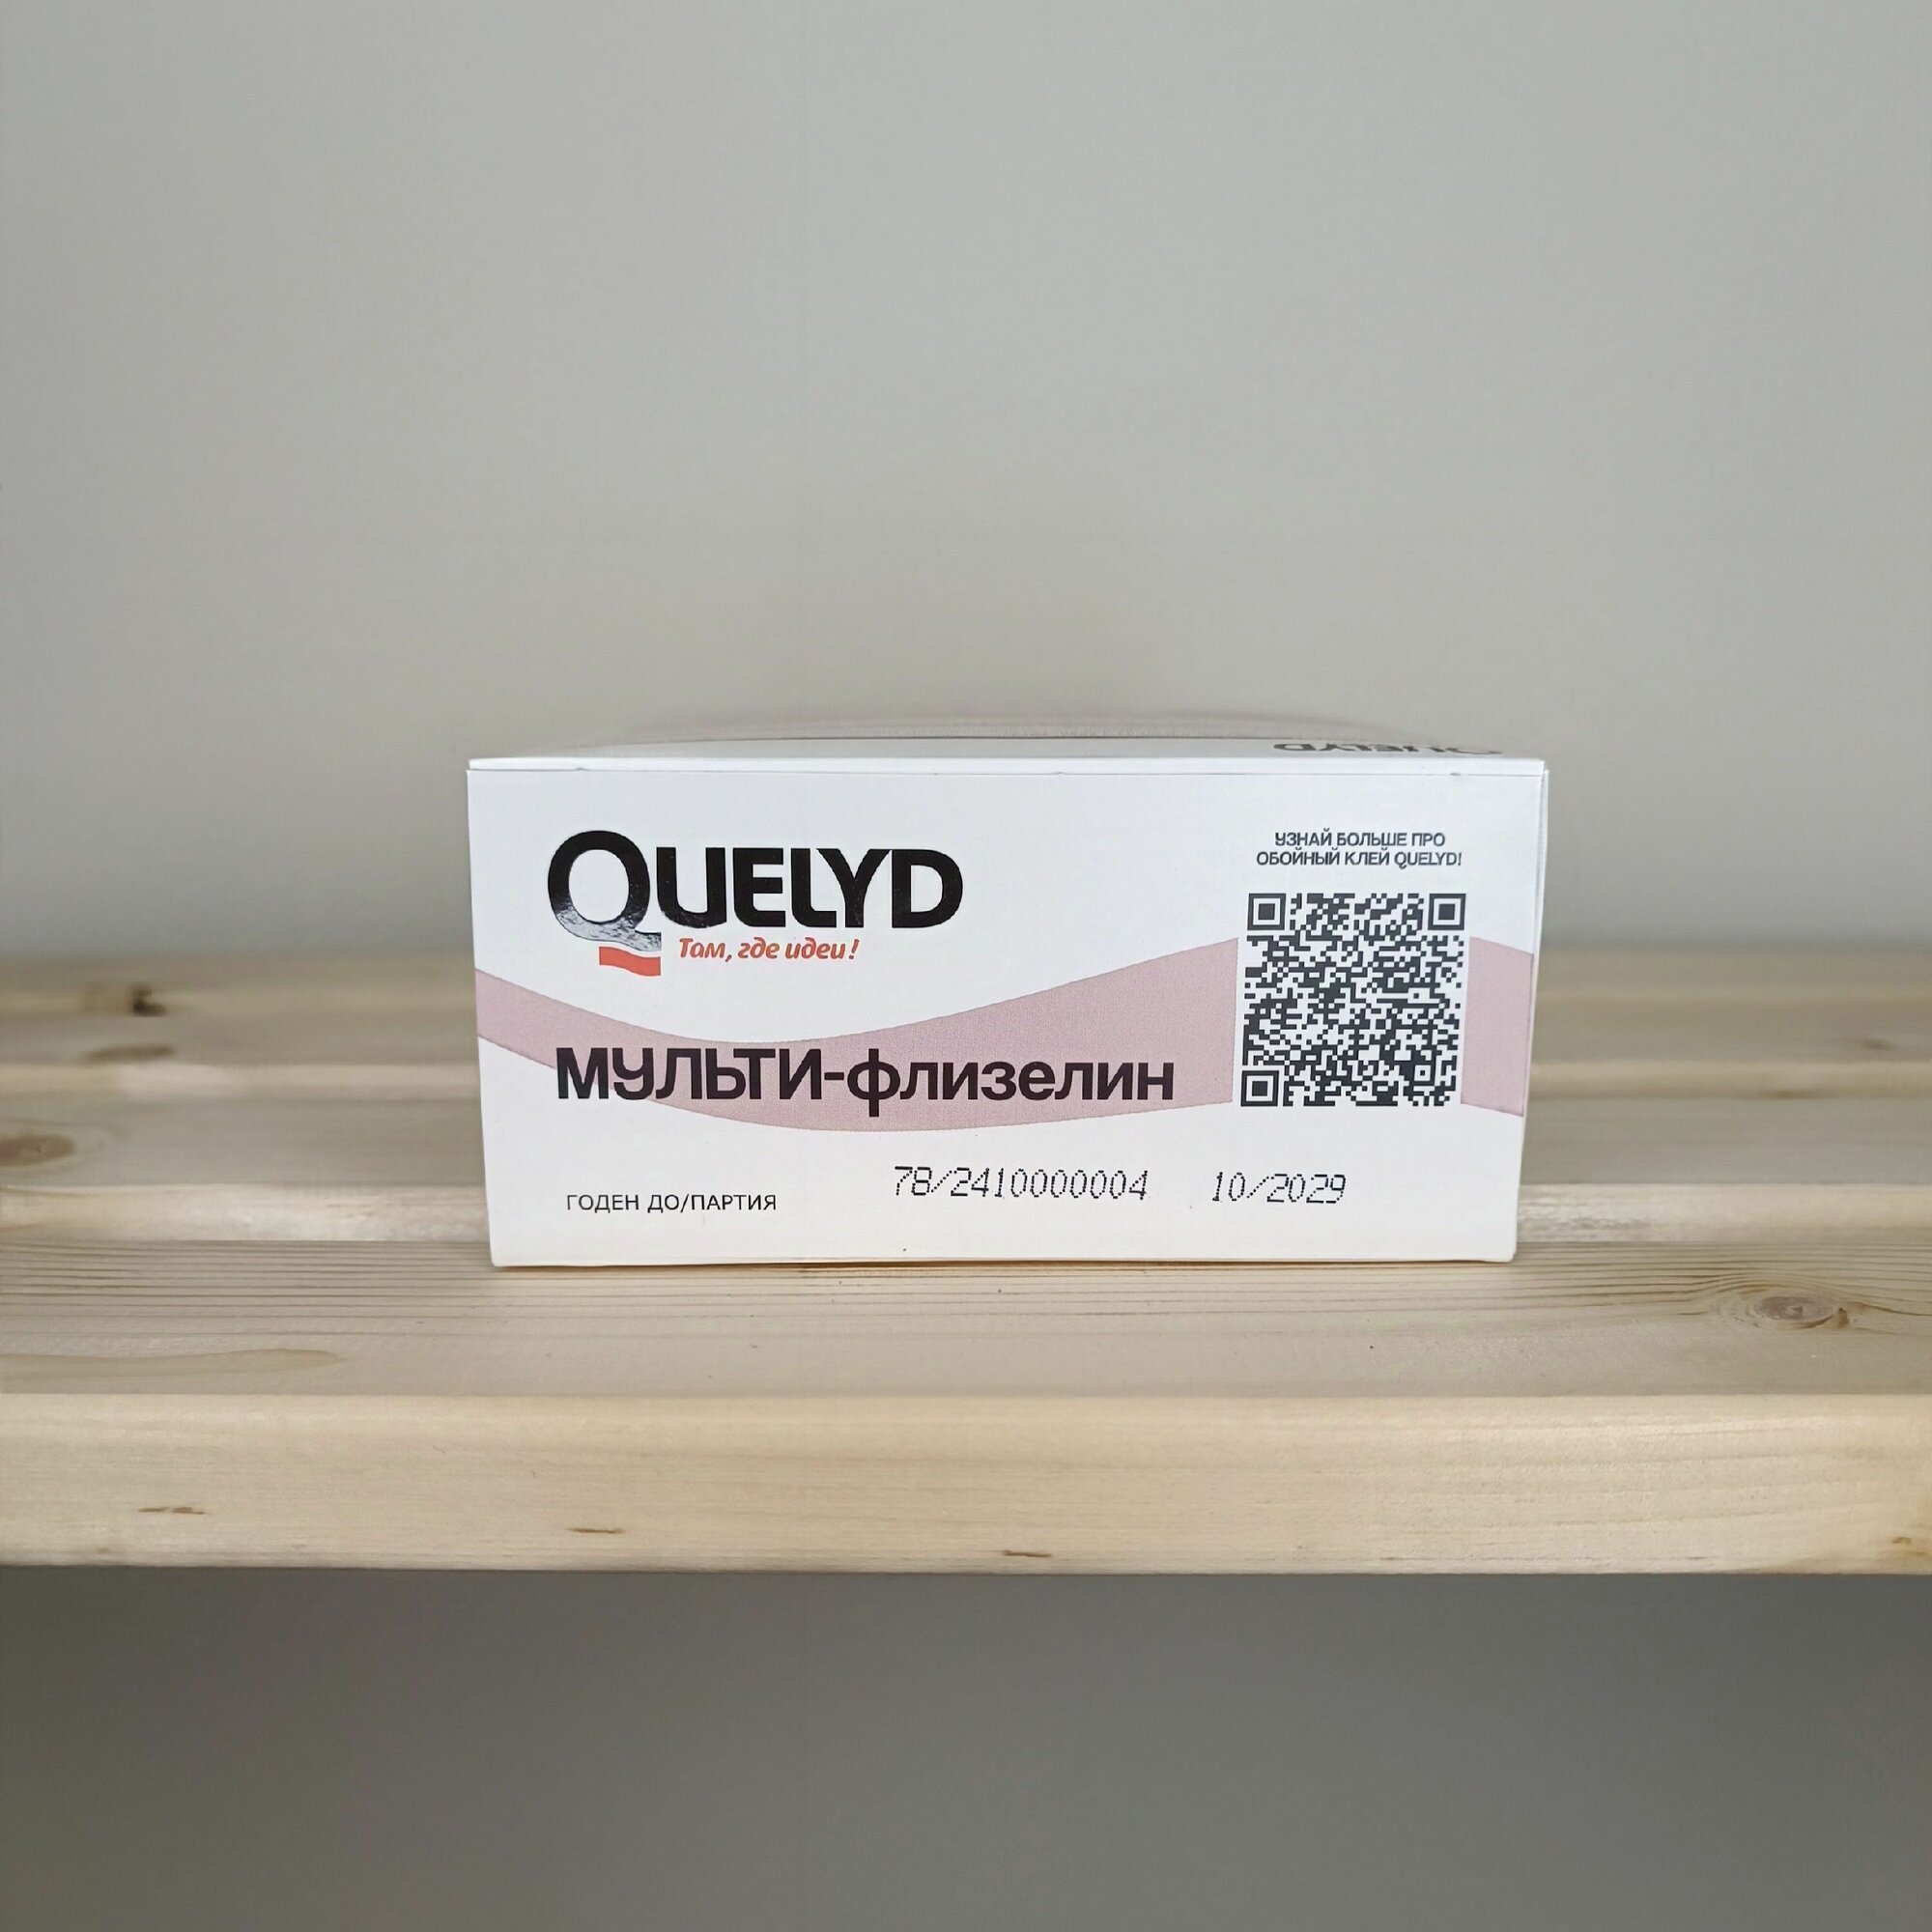 QUELYD
QUELYD
Там, где идеи!
УЗНАЙ БОЛЬШЕ ПРО
ОБОЙНЫЙ КЛЕЙ QUELYD!
МУЛЬТИ-флизелин
ГОДЕН ДО/ПАРТИЯ
78/2410000004 10/2029